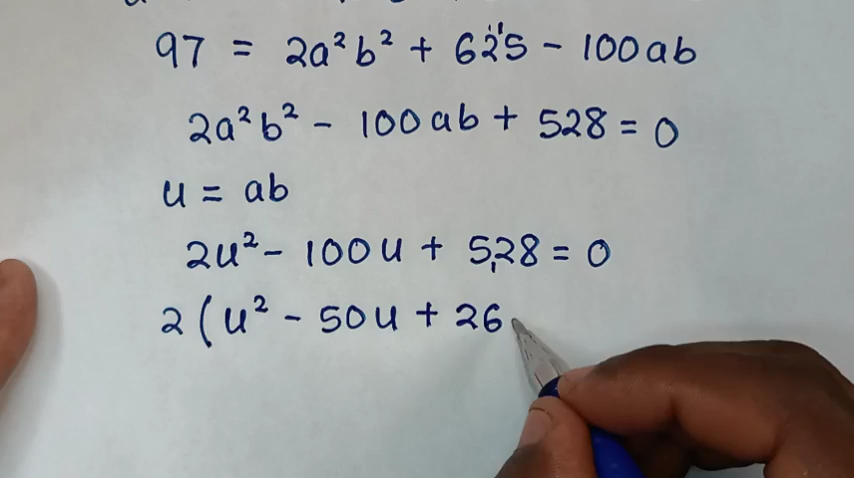 97 = 2a²b² + 625 - 100ab
2a²b² - 100ab + 528 = 0
u = ab
2u² - 100u + 528 = 0
2(u² - 50u + 26